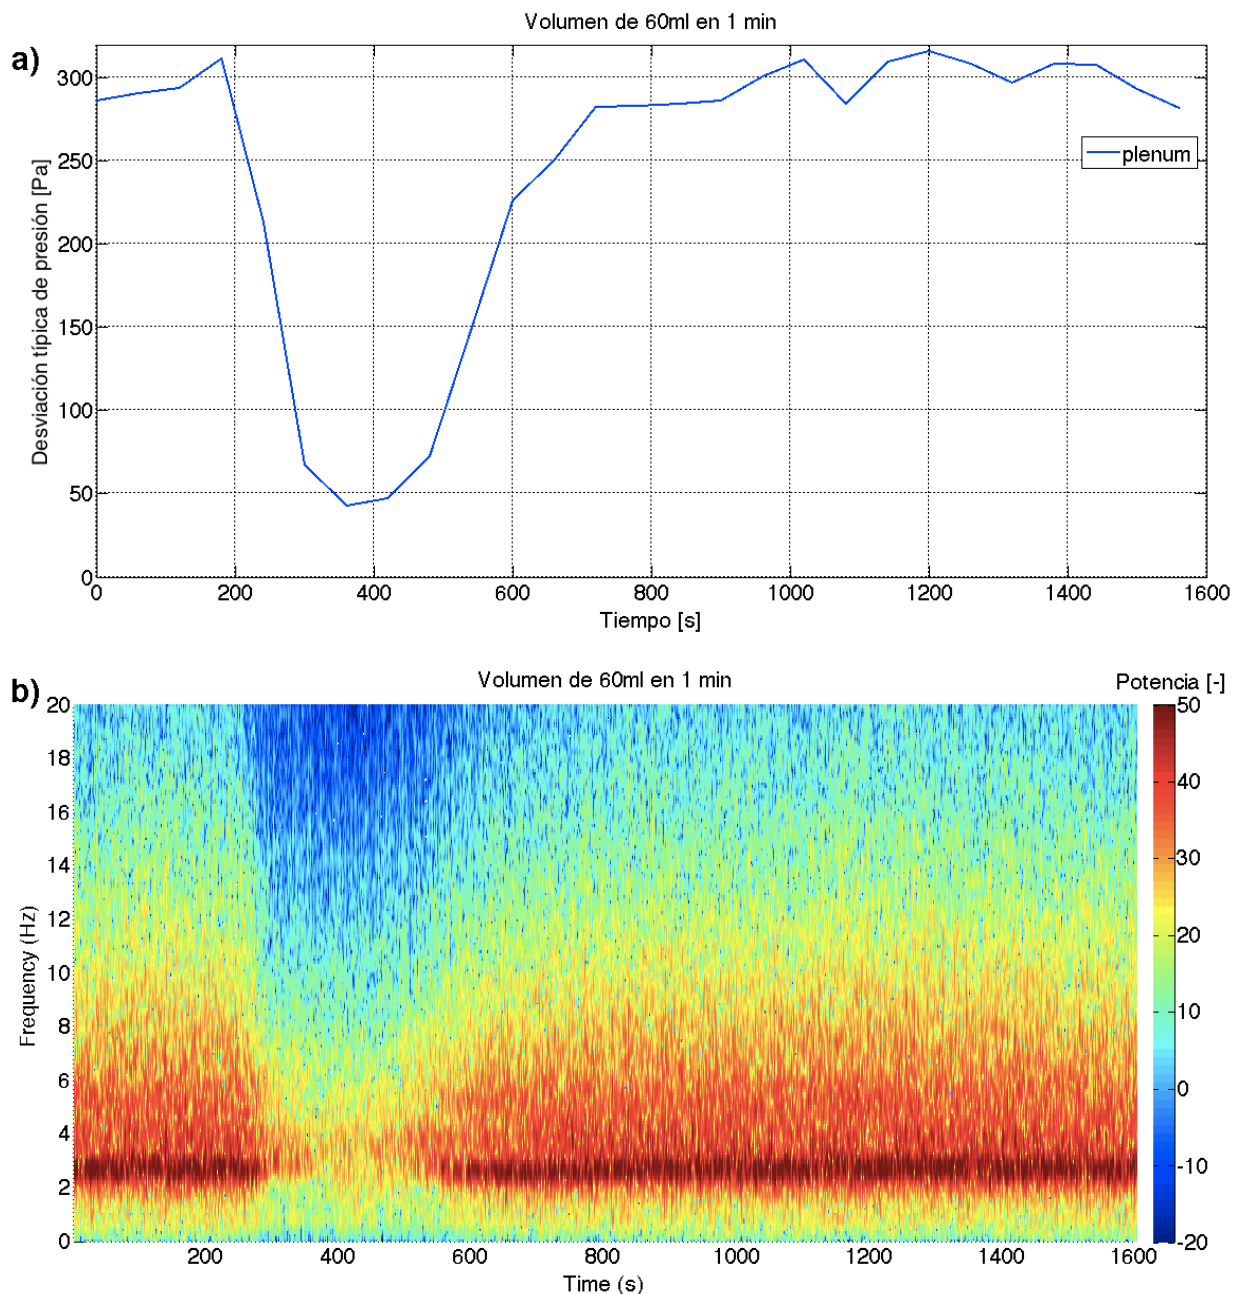 Volumen de 60ml en 1 min
a)
300
250
200
150
100
50
0
Desviación típica de presión [Pa]
plenum
0 200 400 600 800 1000 1200 1400 1600
Tiempo [s]
b)
Volumen de 60ml en 1 min
Potencia [-]
20
18
16
14
12
10
8
6
4
2
0
Frequency (Hz)
200 400 600 800 1000 1200 1400 1600
Time (s)
50
40
30
20
10
0
-10
-20